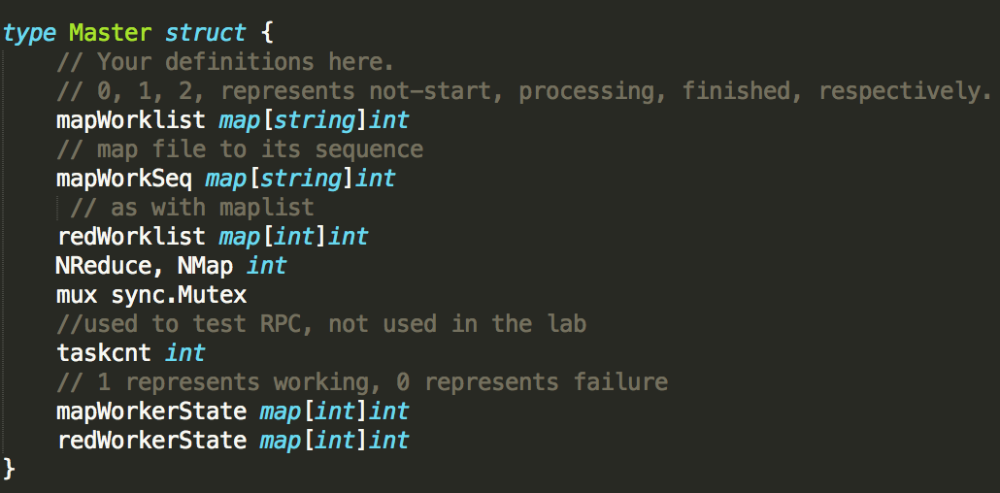 type Master struct {
// Your definitions here.
// 0, 1, 2, represents not-start, processing, finished, respectively.
mapWorklist map[string]int
// map file to its sequence
mapWorkSeq map[string]int
// as with maplist
redWorklist map[int]int
NReduce, NMap int
mux sync.Mutex
//used to test RPC, not used in the lab
taskcnt int
// 1 represents working, 0 represents failure
mapWorkerState map[int]int
redWorkerState map[int]int
}